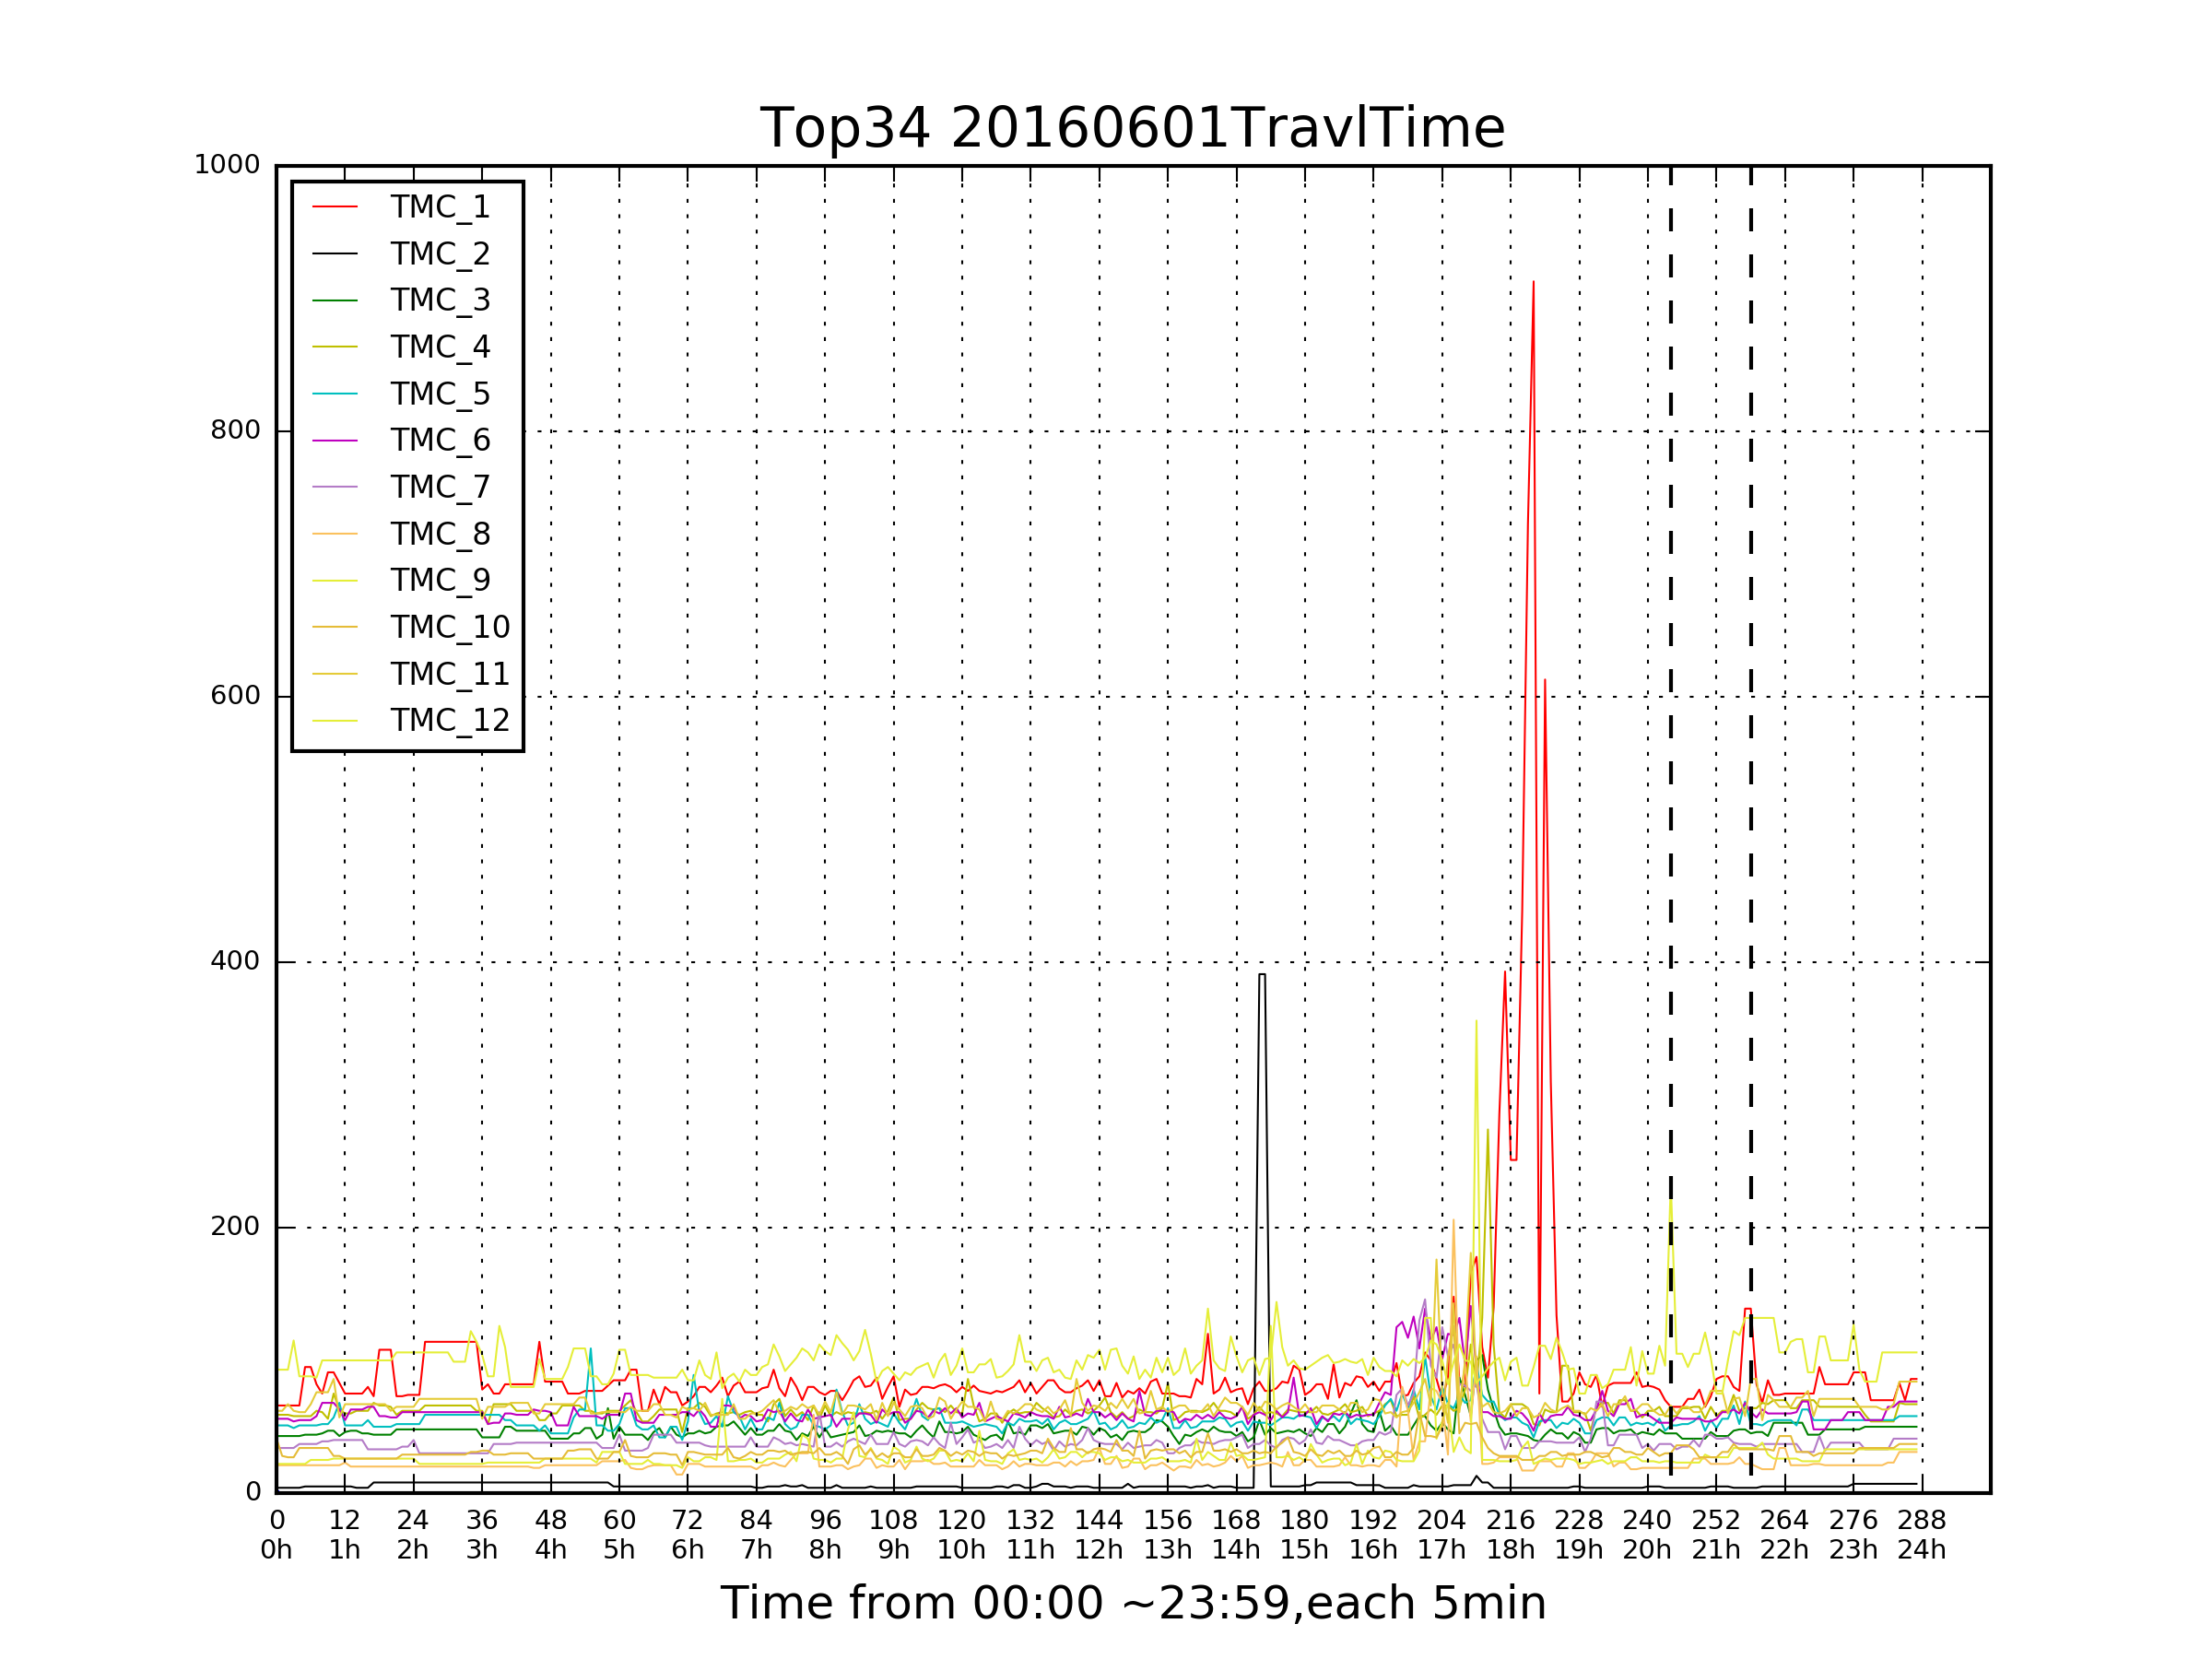 Top34 20160601TravlTime
1000
800
600
400
200
0
TMC_1
TMC_2
TMC_3
TMC_4
TMC_5
TMC_6
TMC_7
TMC_8
TMC_9
TMC_10
TMC_11
TMC_12
0 12 24 36 48 60 72 84 96 108 120 132 144 156 168 180 192 204 216 228 240 252 264 276 288
0h 1h 2h 3h 4h 5h 6h 7h 8h 9h 10h 11h 12h 13h 14h 15h 16h 17h 18h 19h 20h 21h 22h 23h 24h
Time from 00:00 ~23:59,each 5min